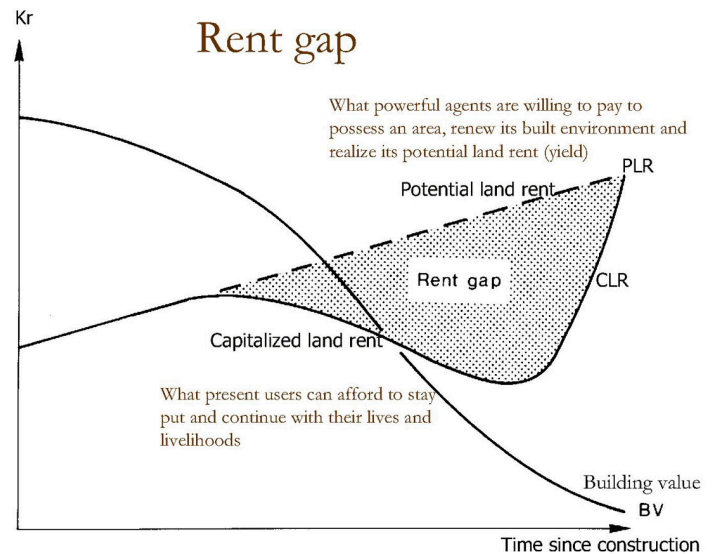 Kr
Rent gap
What powerful agents are willing to pay to
possess an area, renew its built environment and
realize its potential land rent (yield)
PLR
Potential land rent
Rent gap
CLR
Capitalized land rent
What present users can afford to stay
put and continue with their lives and
livelihoods
Building value
BV
Time since construction